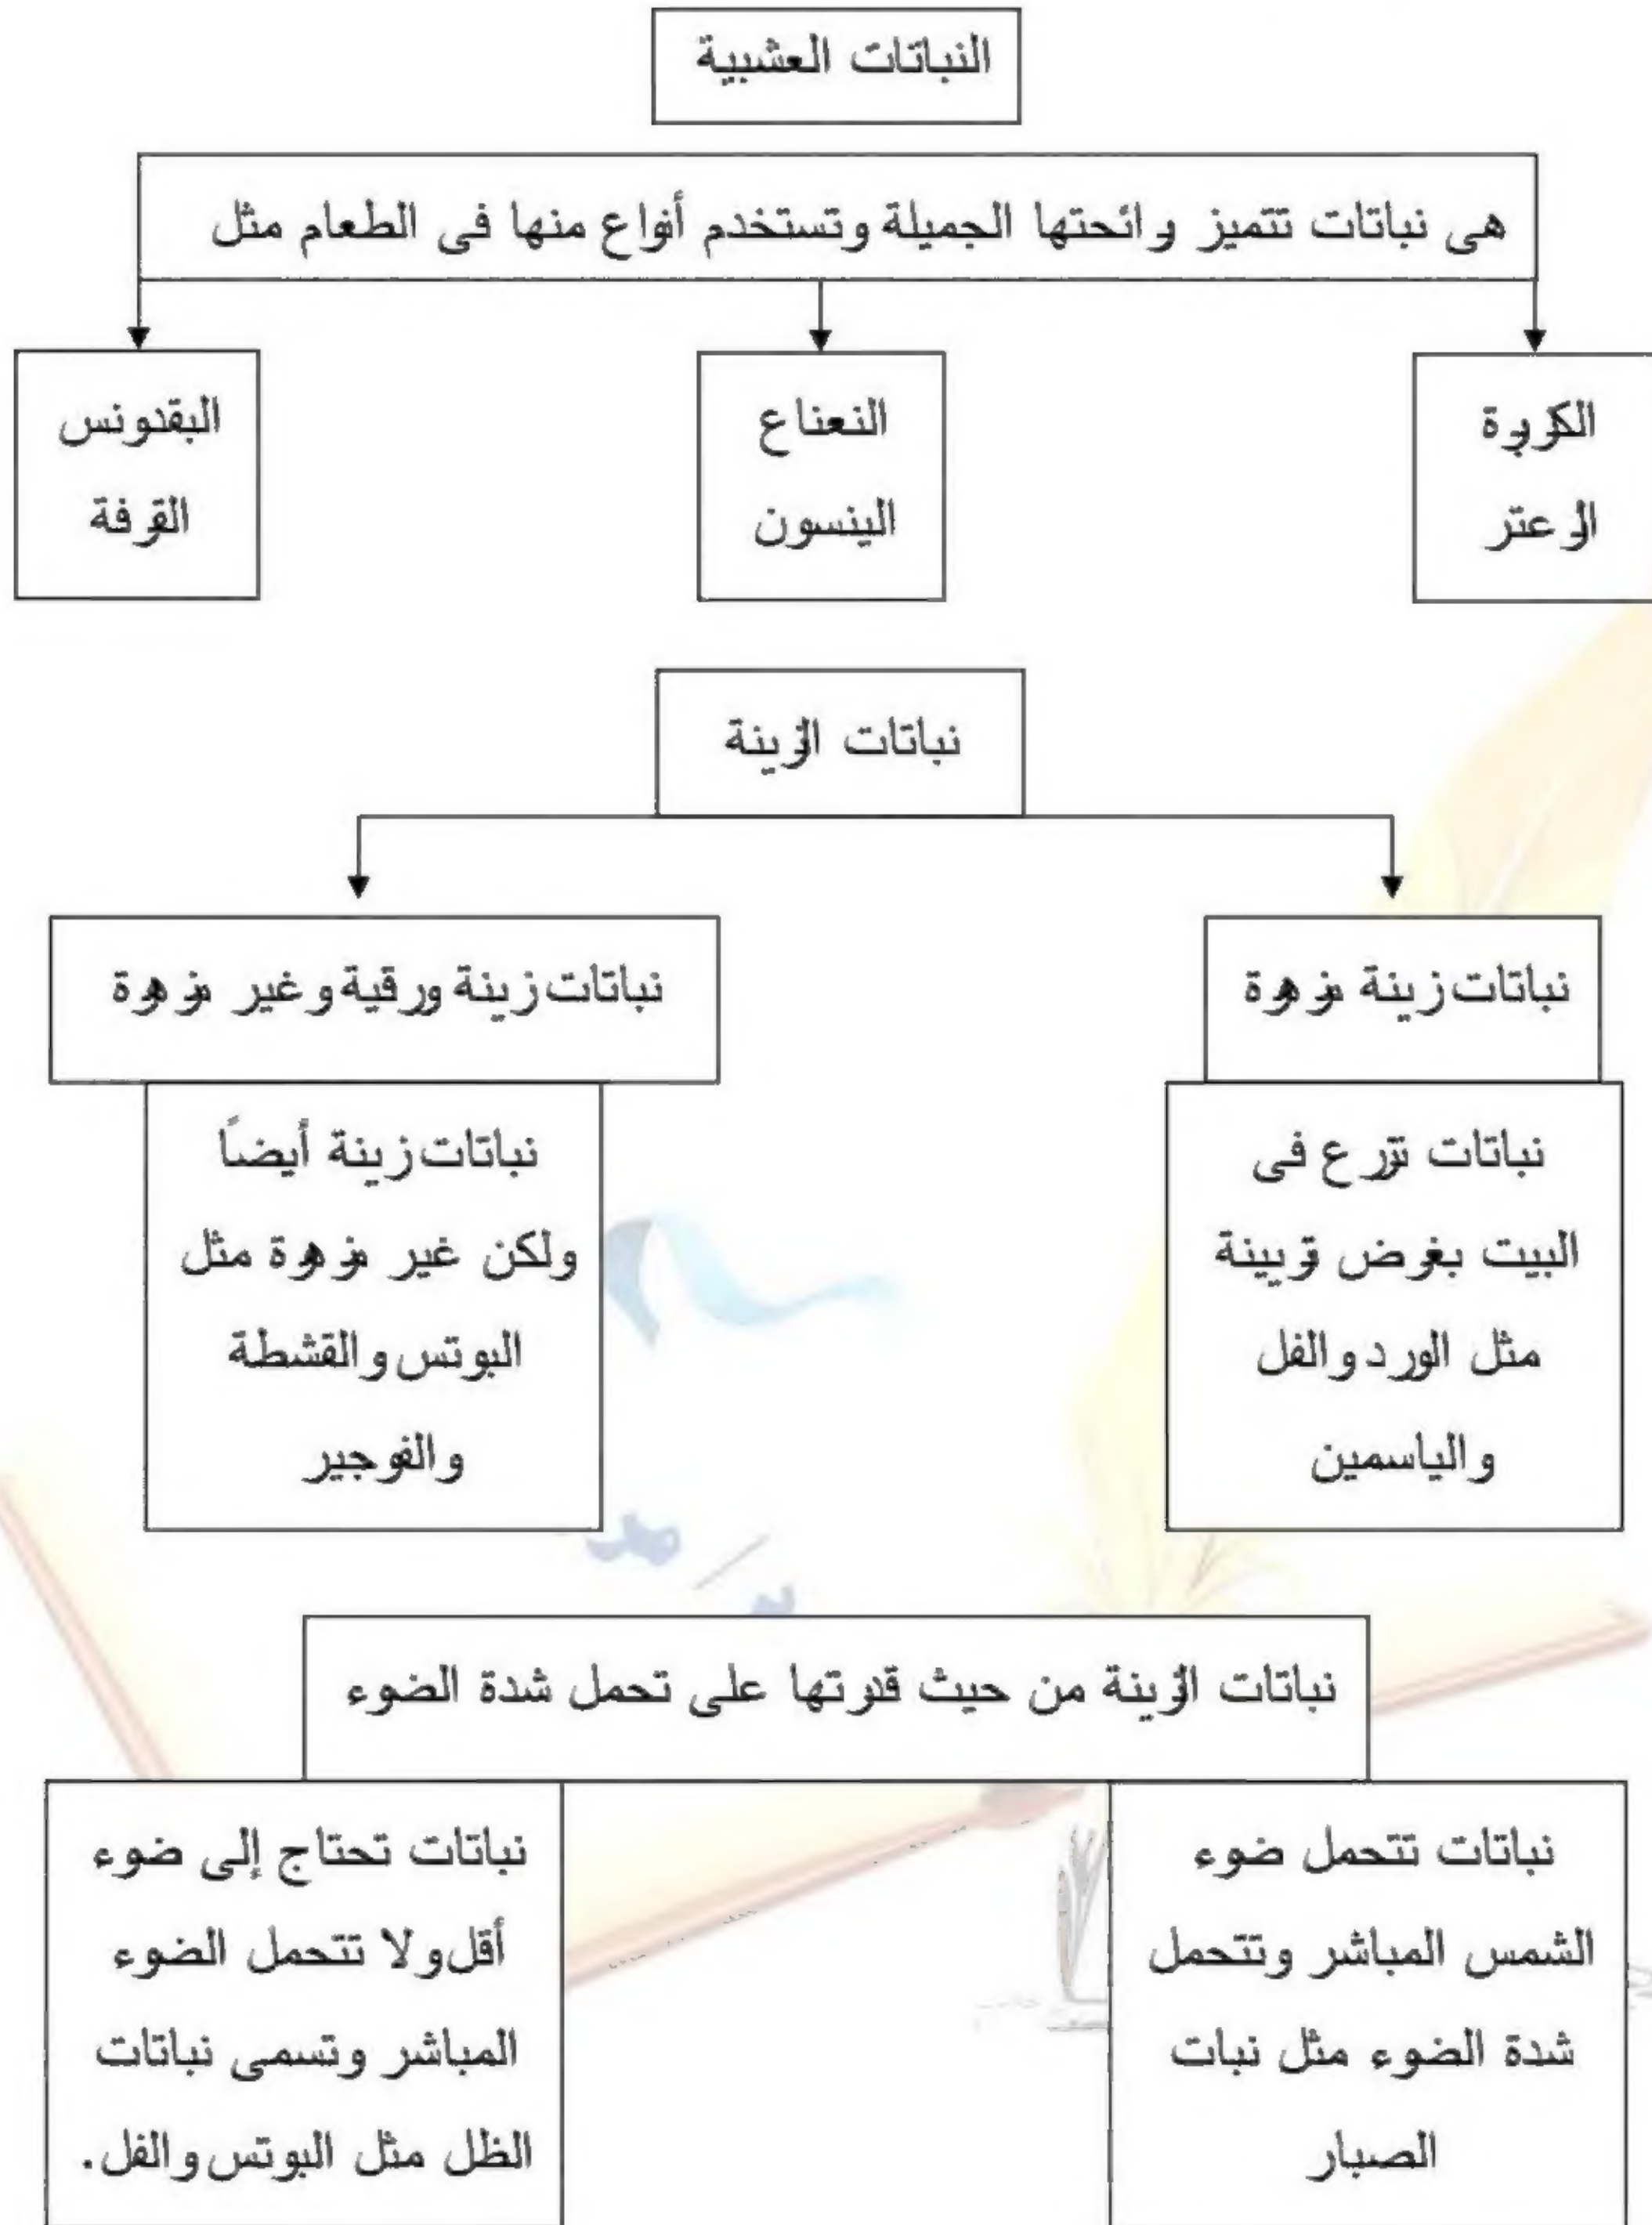 النباتات العشبية
هى نباتات تتميز ورائحتها الجميلة وتستخدم أنواع منها فى الطعام مثل
الكزبرة
الزعتر
النعناع
الينسون
البقدونس
القرفة
نباتات الزينة
نباتات زينة مزهرة
نباتات تزرع فى
البيت بغرض تزيينة
مثل الورد والفل
والياسمين
نباتات زينة ورقية وغير مزهرة
نباتات زينة أيضاً
ولكن غير مزهرة مثل
البوتس والقشطة
والفوجير
نباتات الزينة من حيث قدرتها على تحمل شدة الضوء
نباتات تتحمل ضوء
الشمس المباشر وتتحمل
شدة الضوء مثل نبات
الصبار
نباتات تحتاج إلى ضوء
أقل ولا تتحمل الضوء
المباشر وتسمى نباتات
الظل مثل البوتس والفل.